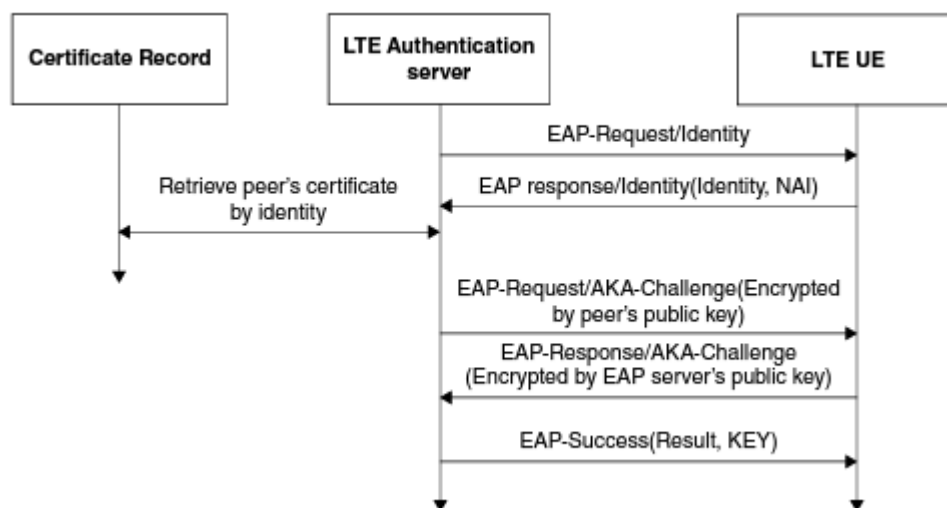 Certificate Record
LTE Authentication
server
LTE UE
EAP-Request/Identity
EAP response/Identity(Identity, NAI)
Retrieve peer's certificate
by identity
EAP-Request/AKA-Challenge(Encrypted
by peer's public key)
EAP-Response/AKA-Challenge
(Encrypted by EAP server's public key)
EAP-Success(Result, KEY)